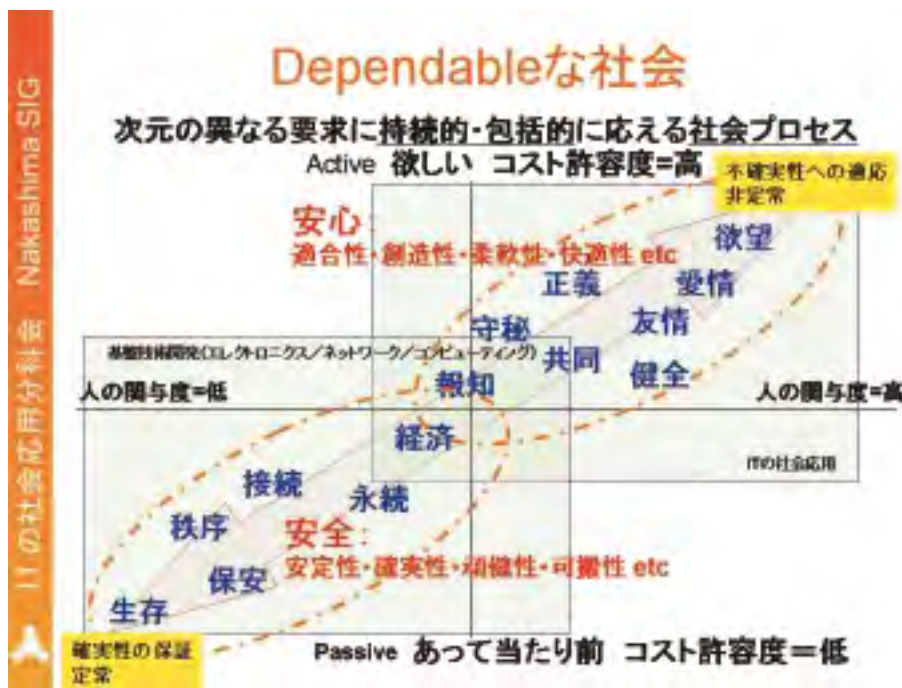 Dependableな社会
次元の異なる要求に持続的・包括的に応える社会プロセス
Active 欲しい コスト許容度=高
不確実性への適応
非定常
安心:
適合性・創造性・柔軟性・快適性 etc
欲望
正義
愛情
守秘
友情
基盤技術開発(エレクトロニクス/ネットワーク/コンピューティング)
共同
健全
報知
人の関与度=低
人の関与度=高
経済
ITの社会応用
接続
永続
秩序
安全:
安定性・確実性・頑健性・可搬性 etc
保安
生存
確実性の保証
定常
Passive あって当たり前 コスト許容度=低
ITの社会応用分科会 Nakashima SIG